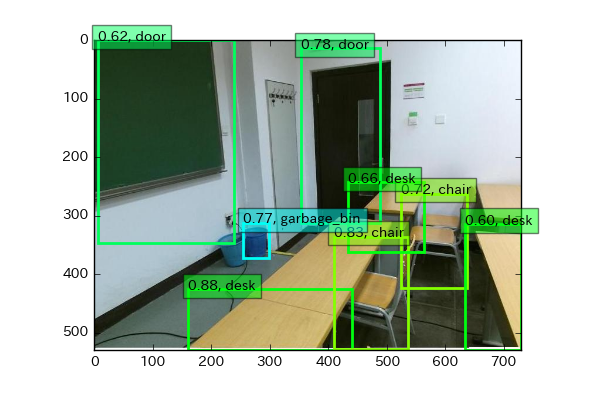 0.62, door
0.78, door
0.66, desk
0.72, chair
0.77, garbage_bin
0.60, desk
0.83, chair
0.88, desk
0
100
200
300
400
500
0
100
200
300
400
500
600
700